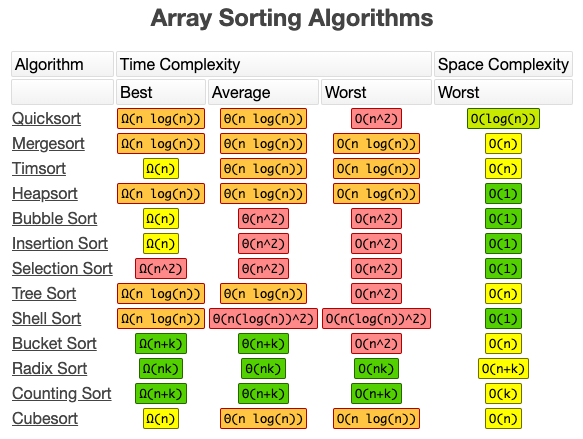 Array Sorting Algorithms
Algorithm Time Complexity Space Complexity
Best Average Worst Worst
Quicksort Ω(n log(n)) θ(n log(n)) O(n^2) O(log(n))
Mergesort Ω(n log(n)) θ(n log(n)) O(n log(n)) O(n)
Timsort Ω(n) θ(n log(n)) O(n log(n)) O(n)
Heapsort Ω(n log(n)) θ(n log(n)) O(n log(n)) O(1)
Bubble Sort Ω(n) θ(n^2) O(n^2) O(1)
Insertion Sort Ω(n) θ(n^2) O(n^2) O(1)
Selection Sort Ω(n^2) θ(n^2) O(n^2) O(1)
Tree Sort Ω(n log(n)) θ(n log(n)) O(n^2) O(n)
Shell Sort Ω(n log(n)) θ(n(log(n))^2) O(n(log(n))^2) O(1)
Bucket Sort Ω(n+k) θ(n+k) O(n^2) O(n)
Radix Sort Ω(nk) θ(nk) O(nk) O(n+k)
Counting Sort Ω(n+k) θ(n+k) O(n+k) O(k)
Cubesort Ω(n) θ(n log(n)) O(n log(n)) O(n)